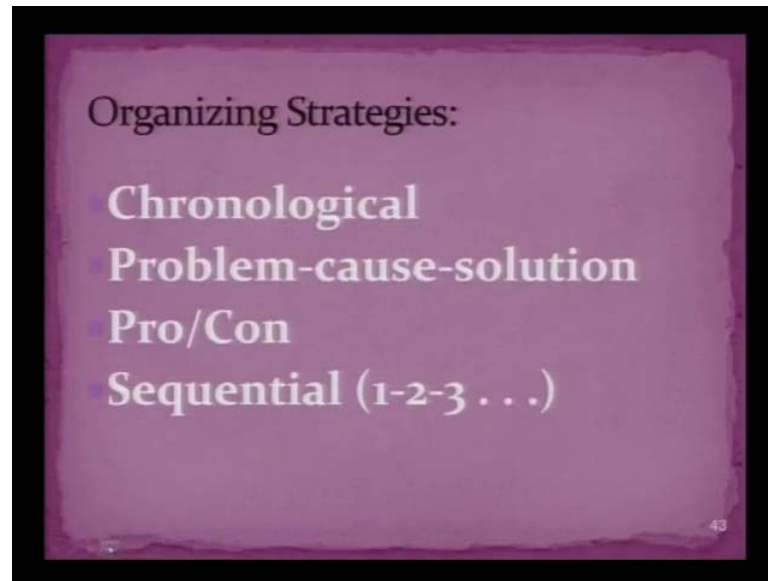 Organizing Strategies:
Chronological
Problem-cause-solution
Pro/Con
Sequential (1-2-3 . . .)
43